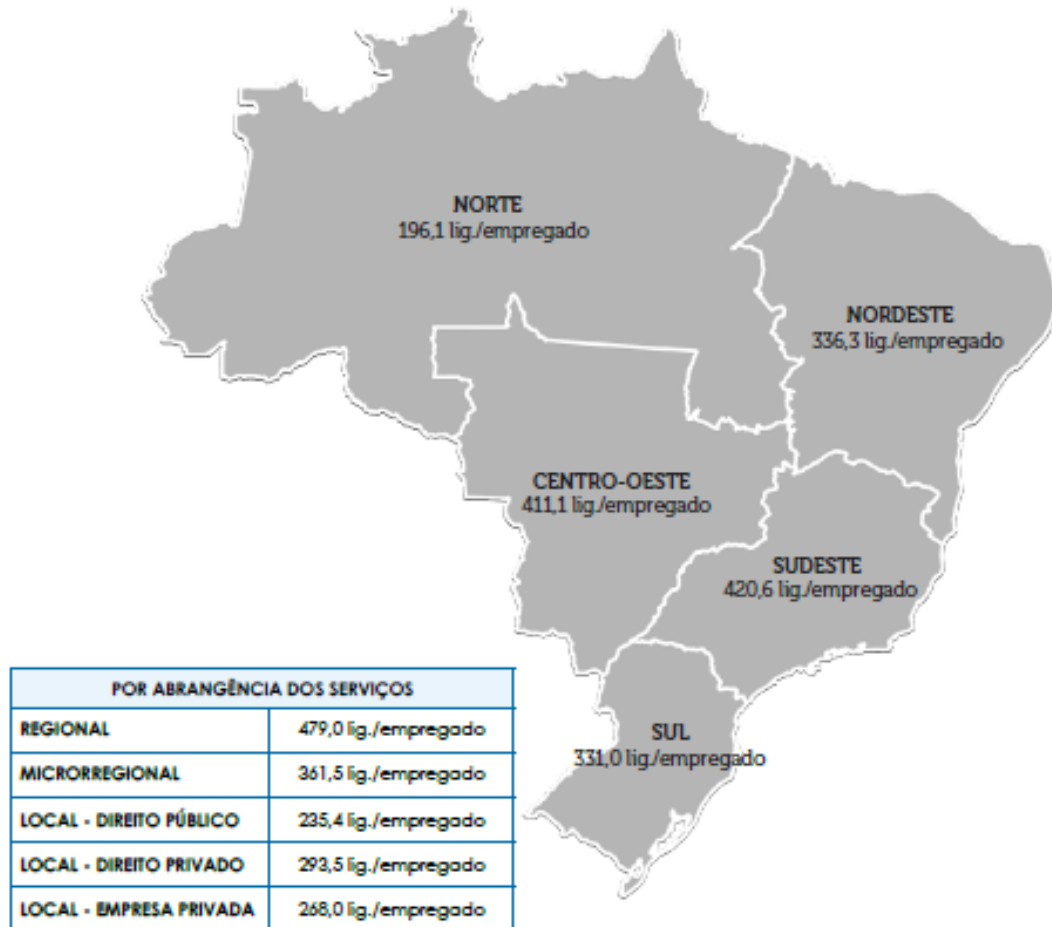 NORTE
196,1 lig./empregado
NORDESTE
336,3 lig./empregado
CENTRO-OESTE
411,1 lig./empregado
SUDESTE
420,6 lig./empregado
SUL
331,0 lig./empregado
POR ABRANGÊNCIA DOS SERVIÇOS
REGIONAL 479,0 lig./empregado
MICRORREGIONAL 361,5 lig./empregado
LOCAL - DIREITO PÚBLICO 235,4 lig./empregado
LOCAL - DIREITO PRIVADO 293,5 lig./empregado
LOCAL - EMPRESA PRIVADA 268,0 lig./empregado